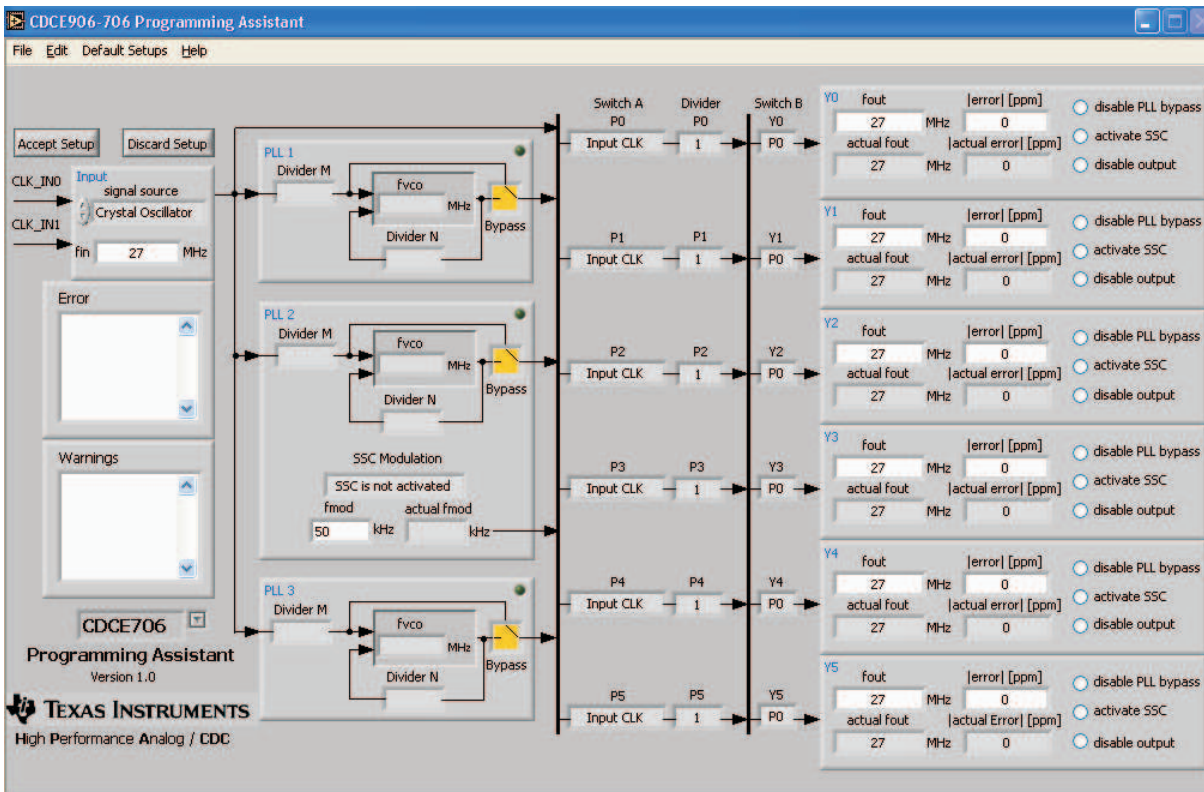 CDCE906-706 Programming Assistant
File Edit Default Setups Help
Accept Setup Discard Setup
CLK_IN0
CLK_IN1
Input
signal source
Crystal Oscillator
fin 27 MHz
Error
Warnings
CDCE706
Programming Assistant
Version 1.0
TEXAS INSTRUMENTS
High Performance Analog / CDC
PLL 1
Divider M
fvco
MHz
Divider N
Bypass
PLL 2
Divider M
fvco
MHz
Divider N
Bypass
SSC Modulation
SSC is not activated
fmod actual fmod
50 kHz kHz
PLL 3
Divider M
fvco
MHz
Divider N
Bypass
Switch A Divider Switch B
P0 P0 Y0
Input CLK 1 P0
P1 P1 Y1
Input CLK 1 P0
P2 P2 Y2
Input CLK 1 P0
P3 P3 Y3
Input CLK 1 P0
P4 P4 Y4
Input CLK 1 P0
P5 P5 Y5
Input CLK 1 P0
Y0
fout |error| [ppm]
27 MHz 0
actual fout |actual error| [ppm]
27 MHz 0
disable PLL bypass
activate SSC
disable output
Y1
fout |error| [ppm]
27 MHz 0
actual fout |actual error| [ppm]
27 MHz 0
disable PLL bypass
activate SSC
disable output
Y2
fout |error| [ppm]
27 MHz 0
actual fout |actual error| [ppm]
27 MHz 0
disable PLL bypass
activate SSC
disable output
Y3
fout |error| [ppm]
27 MHz 0
actual fout |actual error| [ppm]
27 MHz 0
disable PLL bypass
activate SSC
disable output
Y4
fout |error| [ppm]
27 MHz 0
actual fout |actual error| [ppm]
27 MHz 0
disable PLL bypass
activate SSC
disable output
Y5
fout |error| [ppm]
27 MHz 0
actual fout |actual Error| [ppm]
27 MHz 0
disable PLL bypass
activate SSC
disable output